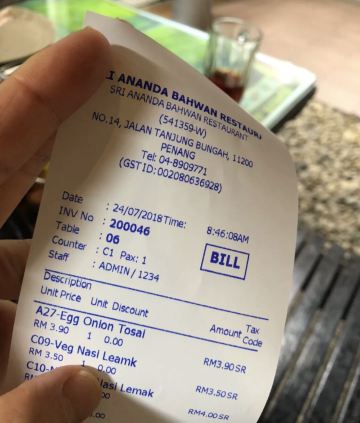 I ANANDA BAHWAN RESTAURA
SRI ANANDA BAHWAN RESTAURANT
(541359-W)
NO.14, JALAN TANJUNG BUNGAH, 11200
PENANG
Tel: 04-8909771
(GST ID: 002080636928)
Date : 24/07/2018 Time: 8:46:08AM
INV No : 200046
Table : 06
Counter : C1 Pax: 1
Staff : ADMIN / 1234
BILL
Description
Unit Price Unit Discount Amount Tax Code
A27-Egg Onion Tosai
RM 3.90 1 0.00 RM3.90 SR
C09-Veg Nasi Leamk
RM 3.50 1 0.00 RM3.50 SR
C10- Nasi Lemak
0.00 RM4.00 SR